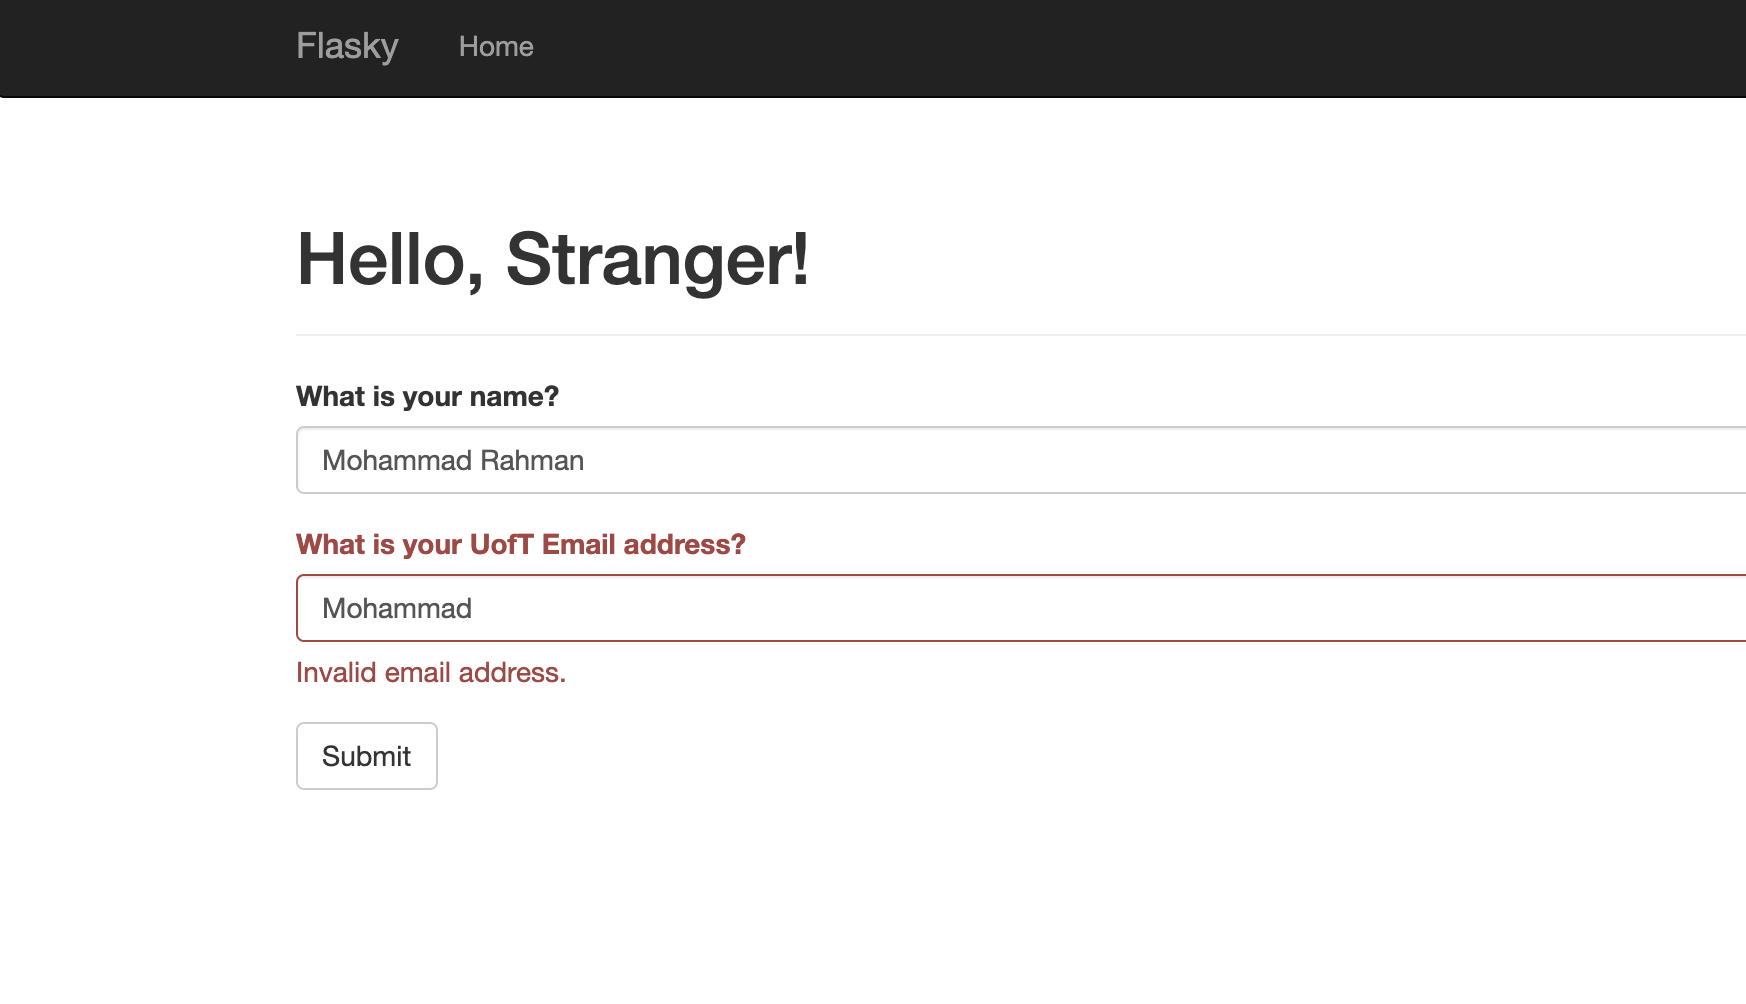 Flasky Home
Hello, Stranger!
What is your name?
Mohammad Rahman
What is your UofT Email address?
Mohammad
Invalid email address.
Submit